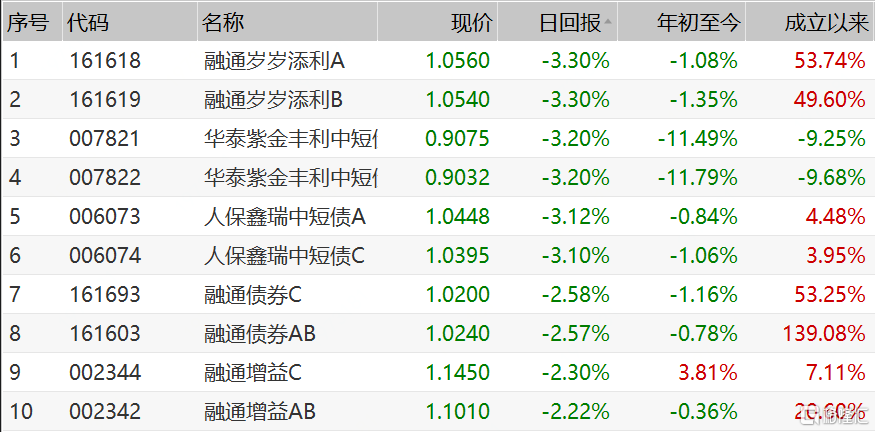 序号 代码 名称 现价 日回报 年初至今 成立以来
1 161618 融通岁岁添利A 1.0560 -3.30% -1.08% 53.74%
2 161619 融通岁岁添利B 1.0540 -3.30% -1.35% 49.60%
3 007821 华泰紫金丰利中短 0.9075 -3.20% -11.49% -9.25%
4 007822 华泰紫金丰利中短 0.9032 -3.20% -11.79% -9.68%
5 006073 人保鑫瑞中短债A 1.0448 -3.12% -0.84% 4.48%
6 006074 人保鑫瑞中短债C 1.0395 -3.10% -1.06% 3.95%
7 161693 融通债券C 1.0200 -2.58% -1.16% 53.25%
8 161603 融通债券AB 1.0240 -2.57% -0.78% 139.08%
9 002344 融通增益C 1.1450 -2.30% 3.81% 7.11%
10 002342 融通增益AB 1.1010 -2.22% -0.36%